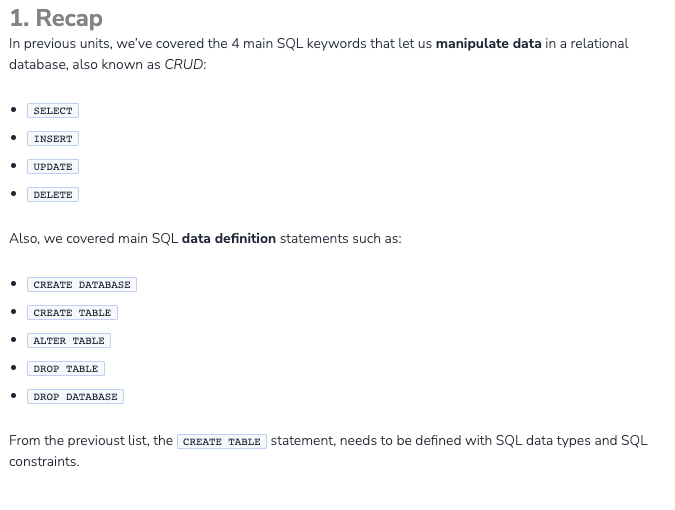 1. Recap
In previous units, we've covered the 4 main SQL keywords that let us manipulate data in a relational
database, also known as CRUD:
SELECT
INSERT
UPDATE
DELETE
Also, we covered main SQL data definition statements such as:
CREATE DATABASE
CREATE TABLE
ALTER TABLE
DROP TABLE
DROP DATABASE
From the previoust list, the CREATE TABLE statement, needs to be defined with SQL data types and SQL
constraints.